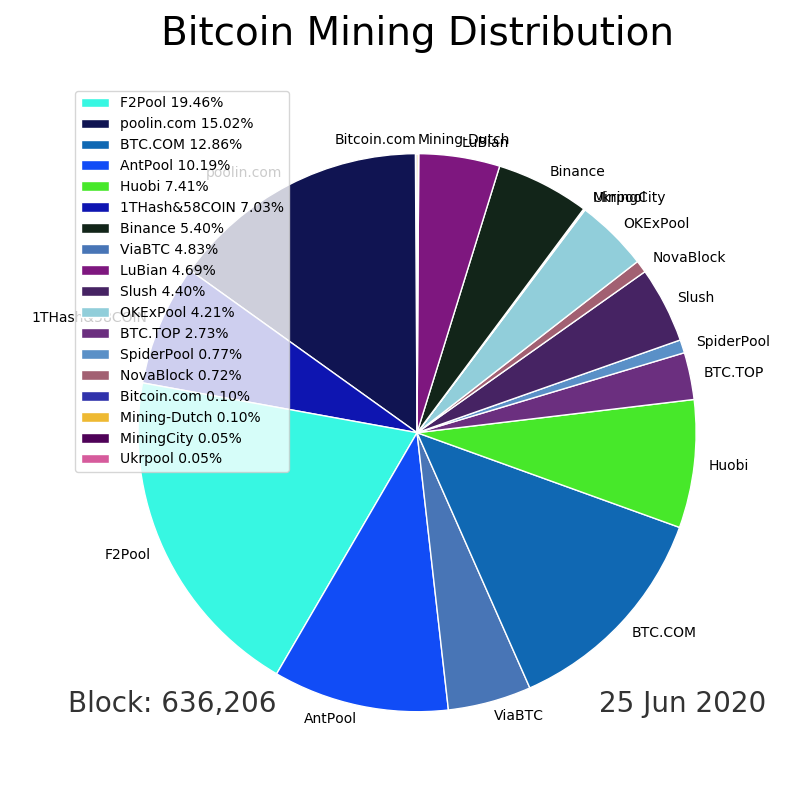 Bitcoin Mining Distribution
F2Pool 19.46%
poolin.com 15.02%
BTC.COM 12.86%
AntPool 10.19%
Huobi 7.41%
1THash&58COIN 7.03%
Binance 5.40%
ViaBTC 4.83%
LuBian 4.69%
Slush 4.40%
OKExPool 4.21%
BTC.TOP 2.73%
SpiderPool 0.77%
NovaBlock 0.72%
Bitcoin.com 0.10%
Mining-Dutch 0.10%
MiningCity 0.05%
Ukrpool 0.05%
Bitcoin.com
Mining-Dutch
LuBian
Binance
MiningCity
Ukrpool
OKExPool
NovaBlock
Slush
SpiderPool
BTC.TOP
Huobi
BTC.COM
ViaBTC
AntPool
F2Pool
1THash&58COIN
poolin.com
Block: 636,206
25 Jun 2020